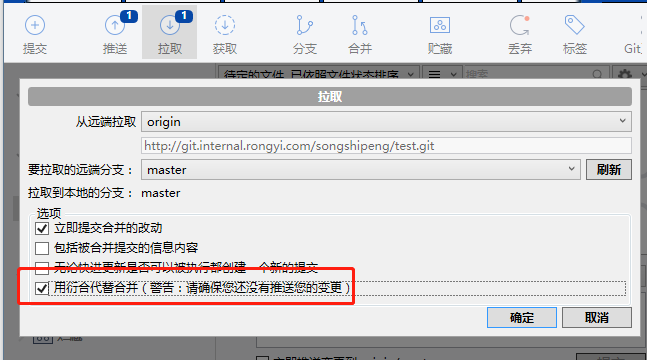 1 1
提交 推送 拉取 获取 分支 合并 贮藏 丢弃 标签 Git_
待定的文件, 已依照文件状态排序 搜索
拉取
从远端拉取 origin
http://git.internal.rongyi.com/songshipeng/test.git
要拉取的远端分支： master 刷新
拉取到本地的分支： master
选项
立即提交合并的改动
包括被合并提交的信息内容
无论快进更新是否可以被执行都创建一个新的提交
用衍合代替合并（警告：请确保您还没有推送您的变更）
确定 取消
贮藏